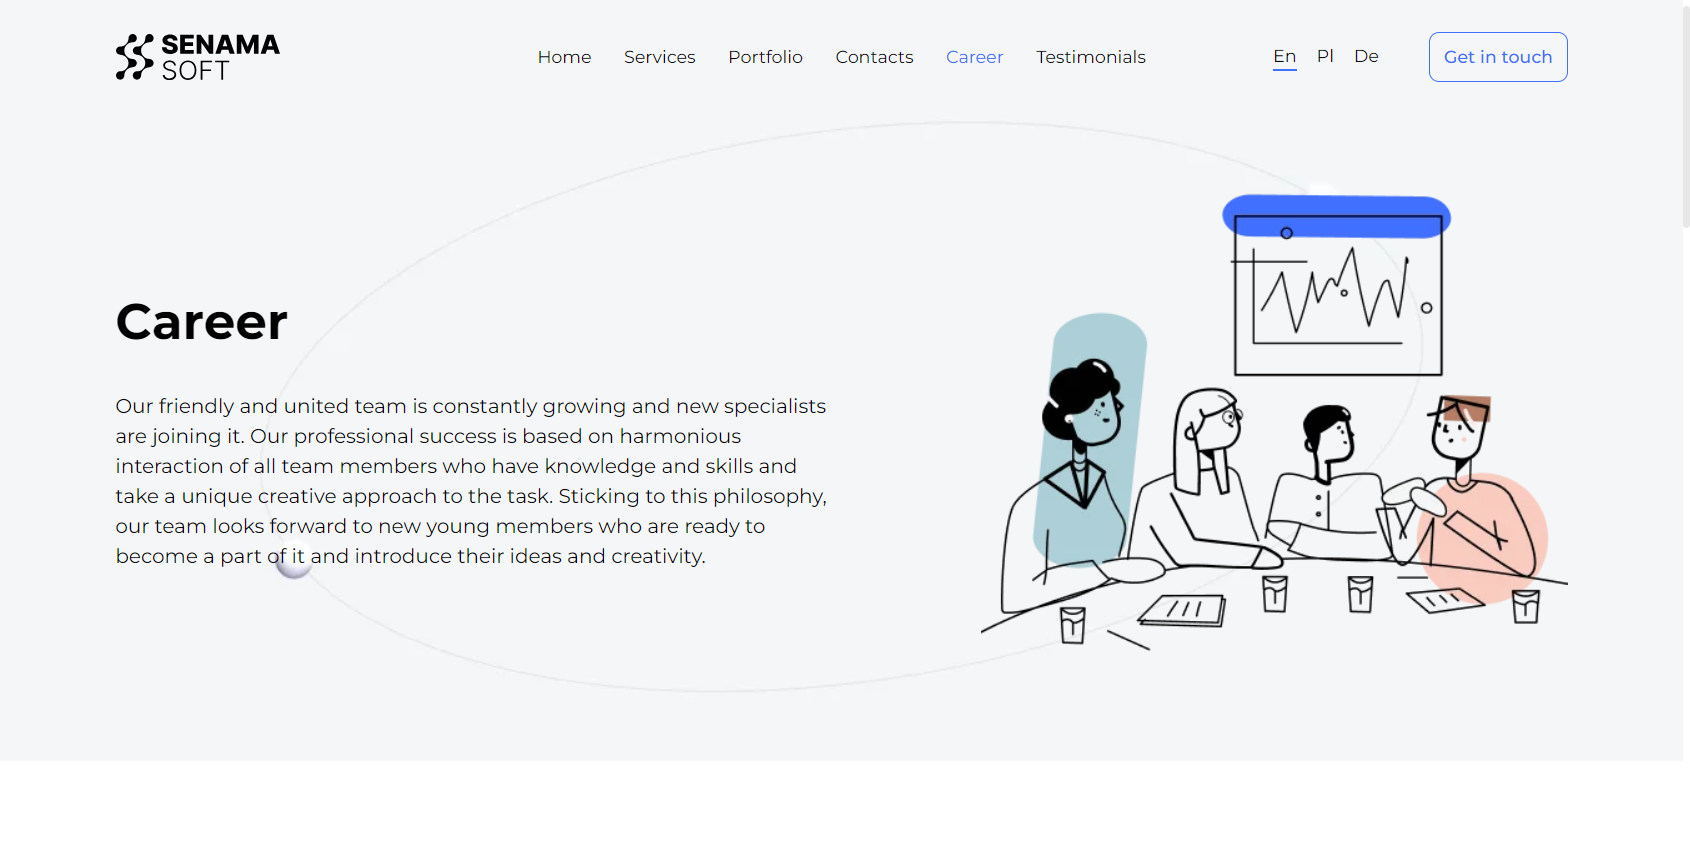 SENAMA
SOFT
Home Services Portfolio Contacts Career Testimonials
En Pl De
Get in touch
Career
Our friendly and united team is constantly growing and new specialists
are joining it. Our professional success is based on harmonious
interaction of all team members who have knowledge and skills and
take a unique creative approach to the task. Sticking to this philosophy,
our team looks forward to new young members who are ready to
become a part of it and introduce their ideas and creativity.